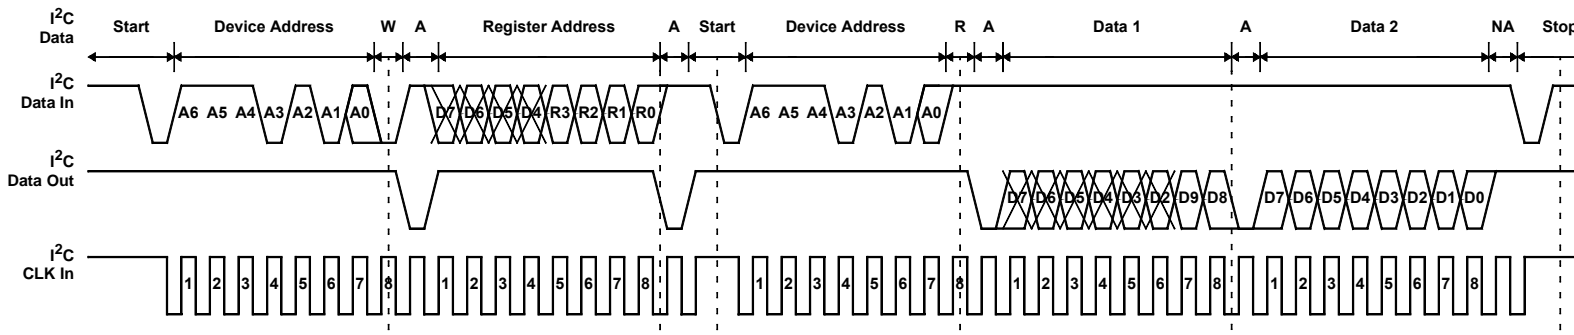 I2C Data Start Device Address W A Register Address A Start Device Address R A Data 1 A Data 2 NA Stop
I2C Data In A6 A5 A4 A3 A2 A1 A0 D7 D6 D5 D4 R3 R2 R1 R0 A6 A5 A4 A3 A2 A1 A0
I2C Data Out D7 D6 D5 D4 D3 D2 D9 D8 D7 D6 D5 D4 D3 D2 D1 D0
I2C CLK In 1 2 3 4 5 6 7 8 1 2 3 4 5 6 7 8 1 2 3 4 5 6 7 8 1 2 3 4 5 6 7 8 1 2 3 4 5 6 7 8